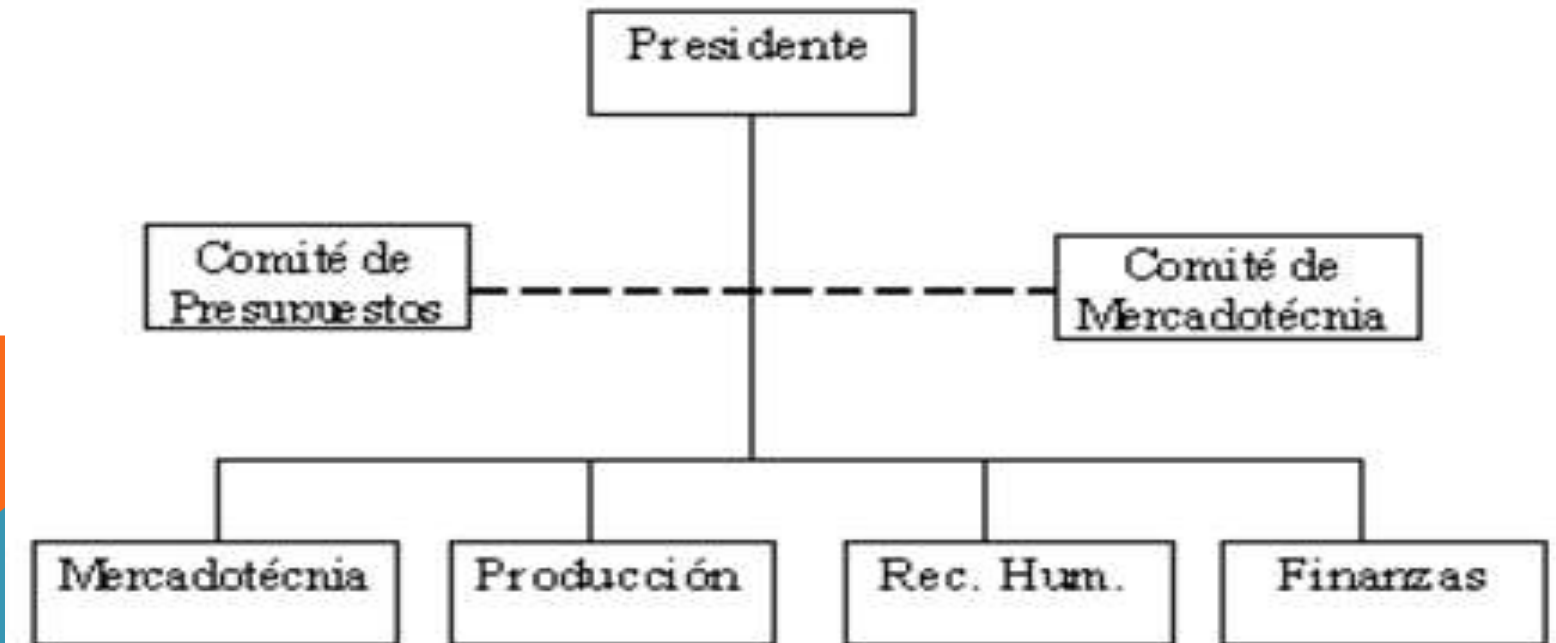 Presidente
Comité de
Presupuestos
Comité de
Mercadotécnia
Mercadotécnia
Producción
Rec. Hum.
Finanzas